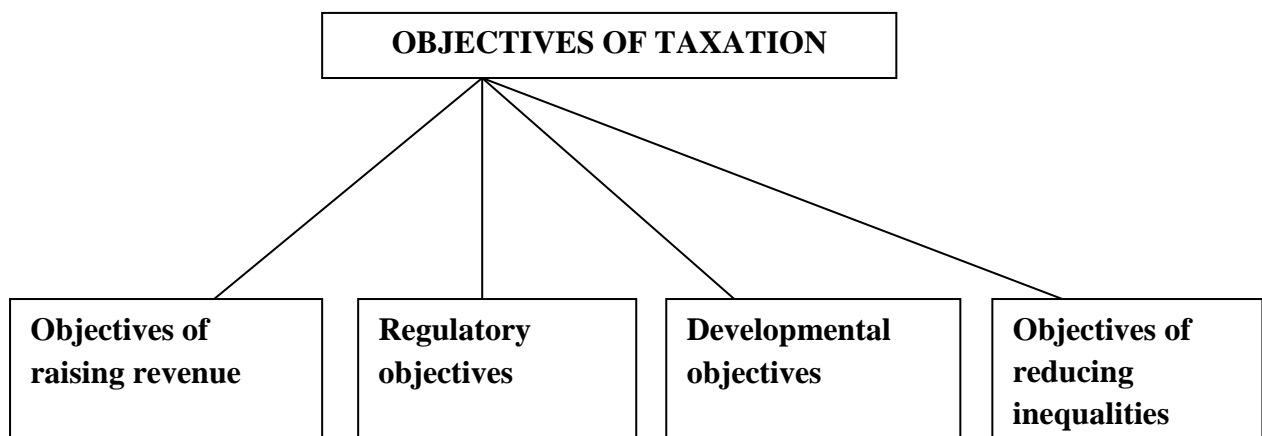 OBJECTIVES OF TAXATION
Objectives of
raising revenue
Regulatory
objectives
Developmental
objectives
Objectives of
reducing
inequalities